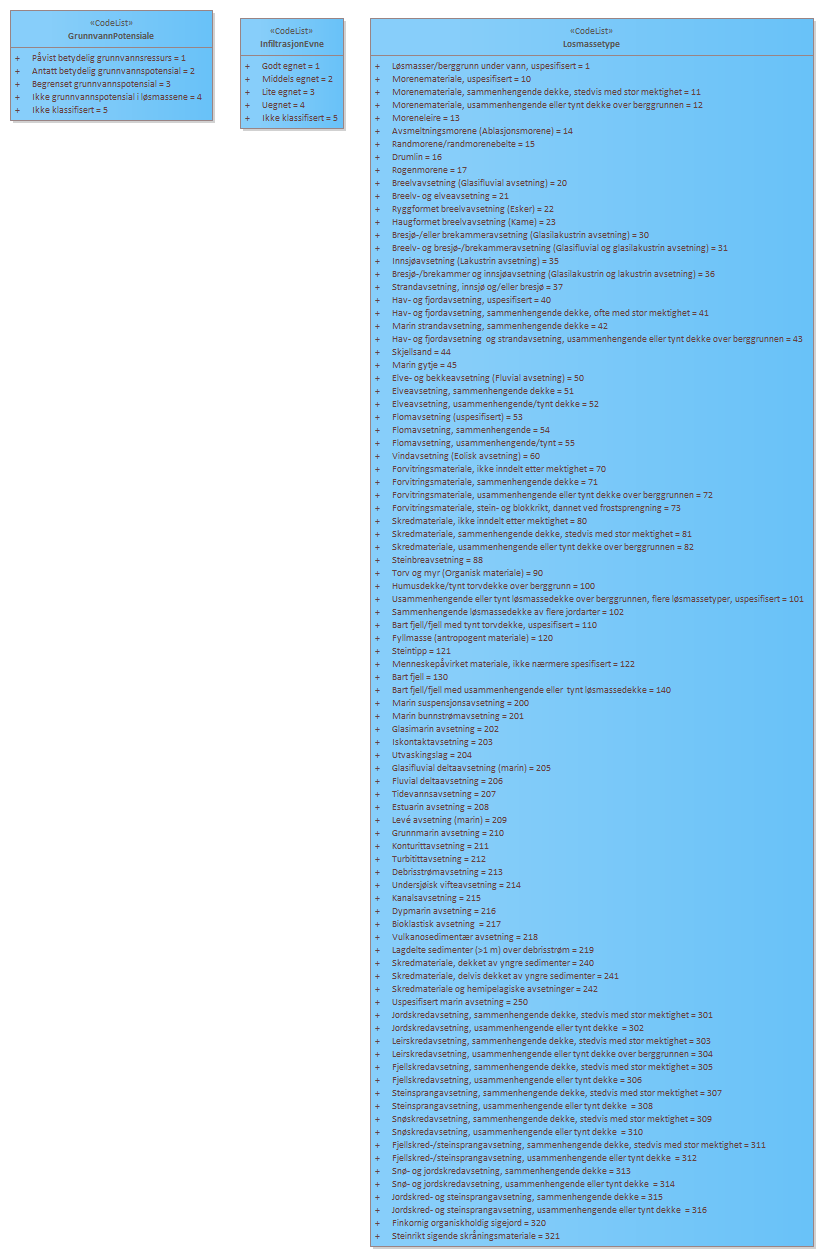 «CodeList»
GrunnvannPotensiale
+ Påvist betydelig grunnvannsressurs = 1
+ Antatt betydelig grunnvannspotensial = 2
+ Begrenset grunnvannspotensial = 3
+ Ikke grunnvannspotensial i løsmassene = 4
+ Ikke klassifisert = 5
«CodeList»
InfiltrasjonEvne
+ Godt egnet = 1
+ Middels egnet = 2
+ Lite egnet = 3
+ Uegnet = 4
+ Ikke klassifisert = 5
«CodeList»
Losmassetype
+ Løsmasser/berggrunn under vann, uspesifisert = 1
+ Morenemateriale, uspesifisert = 10
+ Morenemateriale, sammenhengende dekke, stedvis med stor mektighet = 11
+ Morenemateriale, usammenhengende eller tynt dekke over berggrunnen = 12
+ Moreneleire = 13
+ Avsmeltningsmorene (Ablasjonsmorene) = 14
+ Randmorene/randmorenebelte = 15
+ Drumlin = 16
+ Rogenmorene = 17
+ Breelvavsetning (Glasifluvial avsetning) = 20
+ Breelv- og elveavsetning = 21
+ Ryggformet breelvavsetning (Esker) = 22
+ Haugformet breelvavsetning (Kame) = 23
+ Bresjø-/eller brekammeravsetning (Glasilakustrin avsetning) = 30
+ Breelv- og bresjø-/brekammeravsetning (Glasifluvial og glasilakustrin avsetning) = 31
+ Innsjøavsetning (Lakustrin avsetning) = 35
+ Bresjø-/brekammer og innsjøavsetning (Glasilakustrin og lakustrin avsetning) = 36
+ Strandavsetning, innsjø og/eller bresjø = 37
+ Hav- og fjordavsetning, uspesifisert = 40
+ Hav- og fjordavsetning, sammenhengende dekke, ofte med stor mektighet = 41
+ Marin strandavsetning, sammenhengende dekke = 42
+ Hav- og fjordavsetning og strandavsetning, usammenhengende eller tynt dekke over berggrunnen = 43
+ Skjellsand = 44
+ Marin gytje = 45
+ Elve- og bekkeavsetning (Fluvial avsetning) = 50
+ Elveavsetning, sammenhengende dekke = 51
+ Elveavsetning, usammenhengende/tynt dekke = 52
+ Flomavsetning (uspesifisert) = 53
+ Flomavsetning, sammenhengende = 54
+ Flomavsetning, usammenhengende/tynt = 55
+ Vindavsetning (Eolisk avsetning) = 60
+ Forvitringsmateriale, ikke inndelt etter mektighet = 70
+ Forvitringsmateriale, sammenhengende dekke = 71
+ Forvitringsmateriale, usammenhengende eller tynt dekke over berggrunnen = 72
+ Forvitringsmateriale, stein- og blokkrikt, dannet ved frostsprengning = 73
+ Skredmateriale, ikke inndelt etter mektighet = 80
+ Skredmateriale, sammenhengende dekke, stedvis med stor mektighet = 81
+ Skredmateriale, usammenhengende eller tynt dekke over berggrunnen = 82
+ Steinbreavsetning = 88
+ Torv og myr (Organisk materiale) = 90
+ Humusdekke/tynt torvdekke over berggrunn = 100
+ Usammenhengende eller tynt løsmassedekke over berggrunnen, flere løsmassetyper, uspesifisert = 101
+ Sammenhengende løsmassedekke av flere jordarter = 102
+ Bart fjell/fjell med tynt torvdekke, uspesifisert = 110
+ Fyllmasse (antropogent materiale) = 120
+ Steintipp = 121
+ Menneskepåvirket materiale, ikke nærmere spesifisert = 122
+ Bart fjell = 130
+ Bart fjell/fjell med usammenhengende eller tynt løsmassedekke = 140
+ Marin suspensjonsavsetning = 200
+ Marin bunnstrømavsetning = 201
+ Glasimarin avsetning = 202
+ Iskontaktavsetning = 203
+ Utvaskingslag = 204
+ Glasifluvial deltaavsetning (marin) = 205
+ Fluvial deltaavsetning = 206
+ Tidevannsavsetning = 207
+ Estuarin avsetning = 208
+ Levé avsetning (marin) = 209
+ Grunnmarin avsetning = 210
+ Konturittavsetning = 211
+ Turbitittavsetning = 212
+ Debrisstrømavsetning = 213
+ Undersjøisk vifteavsetning = 214
+ Kanalsavsetning = 215
+ Dypmarin avsetning = 216
+ Bioklastisk avsetning = 217
+ Vulkanosedimentær avsetning = 218
+ Lagdelte sedimenter (>1 m) over debrisstrøm = 219
+ Skredmateriale, dekket av yngre sedimenter = 240
+ Skredmateriale, delvis dekket av yngre sedimenter = 241
+ Skredmateriale og hemipelagiske avsetninger = 242
+ Uspesifisert marin avsetning = 250
+ Jordskredavsetning, sammenhengende dekke, stedvis med stor mektighet = 301
+ Jordskredavsetning, usammenhengende eller tynt dekke = 302
+ Leirskredavsetning, sammenhengende dekke, stedvis med stor mektighet = 303
+ Leirskredavsetning, usammenhengende eller tynt dekke over berggrunnen = 304
+ Fjellskredavsetning, sammenhengende dekke, stedvis med stor mektighet = 305
+ Fjellskredavsetning, usammenhengende eller tynt dekke = 306
+ Steinsprangavsetning, sammenhengende dekke, stedvis med stor mektighet = 307
+ Steinsprangavsetning, usammenhengende eller tynt dekke = 308
+ Snøskredavsetning, sammenhengende dekke, stedvis med stor mektighet = 309
+ Snøskredavsetning, usammenhengende eller tynt dekke = 310
+ Fjellskred-/steinsprangavsetning, sammenhengende dekke, stedvis med stor mektighet = 311
+ Fjellskred-/steinsprangavsetning, usammenhengende eller tynt dekke = 312
+ Snø- og jordskredavsetning, sammenhengende dekke = 313
+ Snø- og jordskredavsetning, usammenhengende eller tynt dekke = 314
+ Jordskred- og steinsprangavsetning, sammenhengende dekke = 315
+ Jordskred- og steinsprangavsetning, usammenhengende eller tynt dekke = 316
+ Finkornig organiskholdig sigejord = 320
+ Steinrikt sigende skråningsmateriale = 321